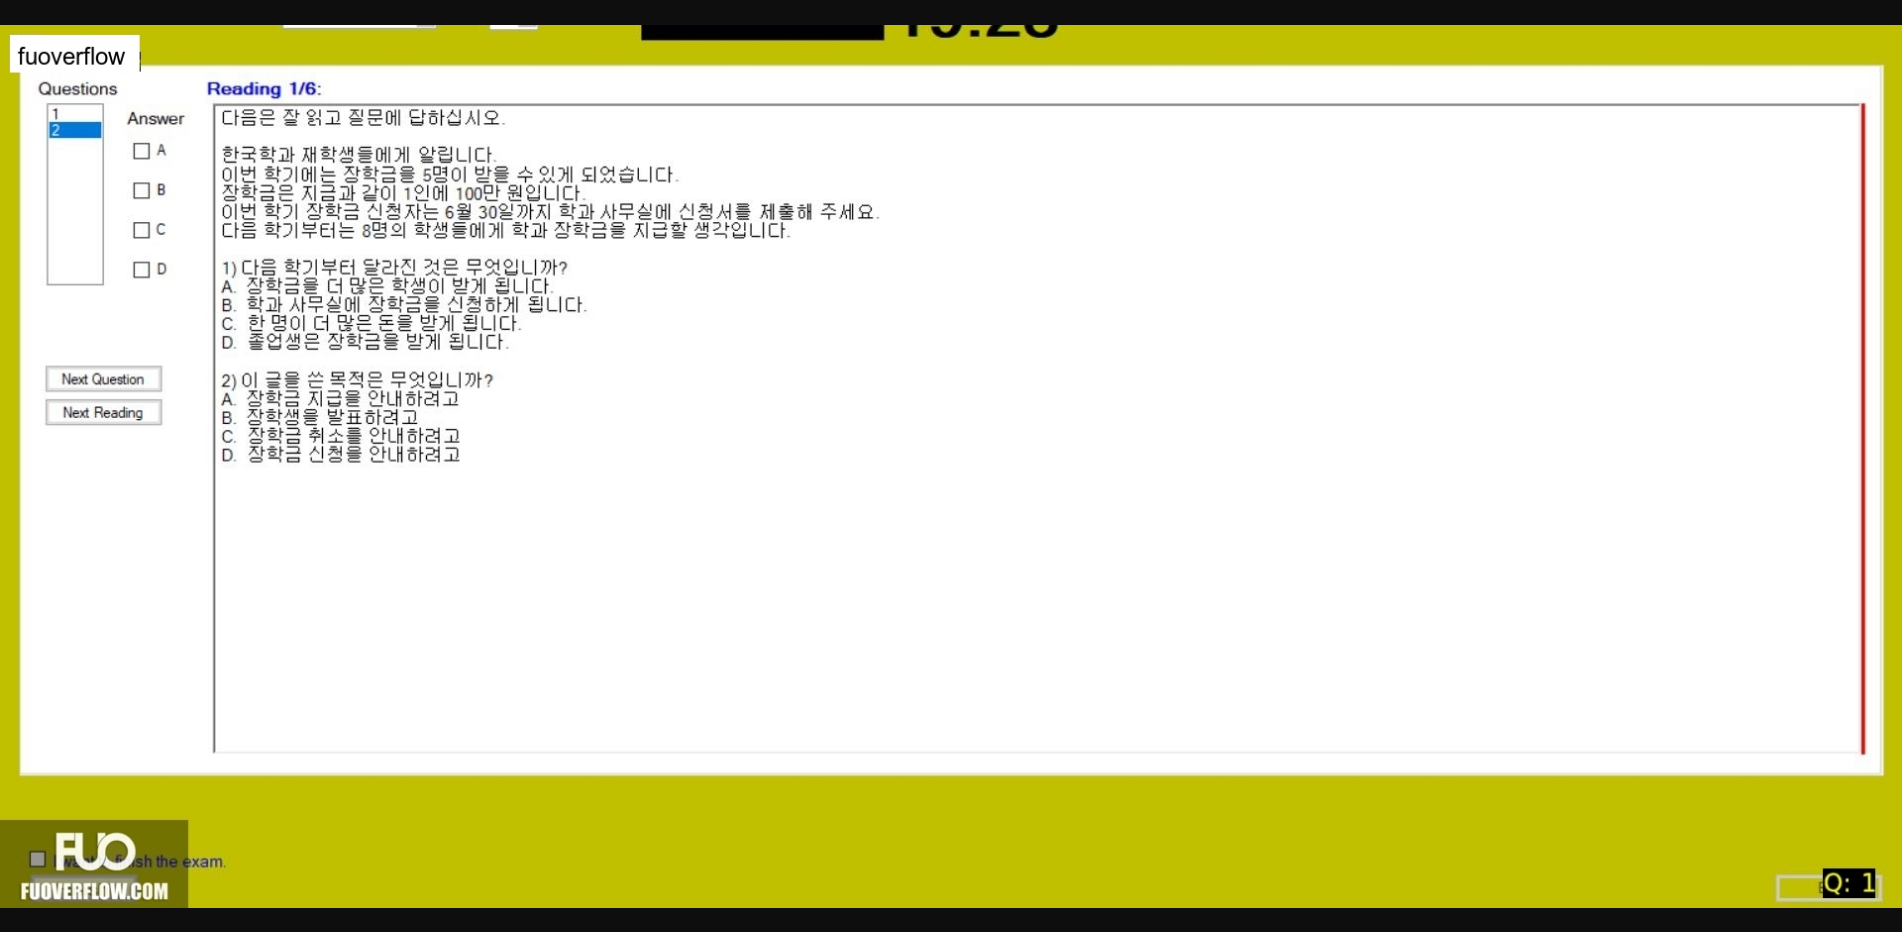 fuoverflow
Questions
1
2
Answer
A
B
C
D
Next Question
Next Reading
Reading 1/6:
다음은 잘 읽고 질문에 답하십시오.
한국학과 재학생들에게 알립니다.
이번 학기에는 장학금을 5명이 받을 수 있게 되었습니다.
장학금은 지금과 같이 1인에 100만 원입니다.
이번 학기 장학금 신청자는 6월 30일까지 학과 사무실에 신청서를 제출해 주세요.
다음 학기부터는 8명의 학생들에게 학과 장학금을 지급할 생각입니다.
1) 다음 학기부터 달라진 것은 무엇입니까?
A. 장학금을 더 많은 학생이 받게 됩니다.
B. 학과 사무실에 장학금을 신청하게 됩니다.
C. 한 명이 더 많은 돈을 받게 됩니다.
D. 졸업생은 장학금을 받게 됩니다.
2) 이 글을 쓴 목적은 무엇입니까?
A. 장학금 지급을 안내하려고
B. 장학생을 발표하려고
C. 장학금 취소를 안내하려고
D. 장학금 신청을 안내하려고
FUO
the exam.
FUOVERFLOW.COM
Q: 1